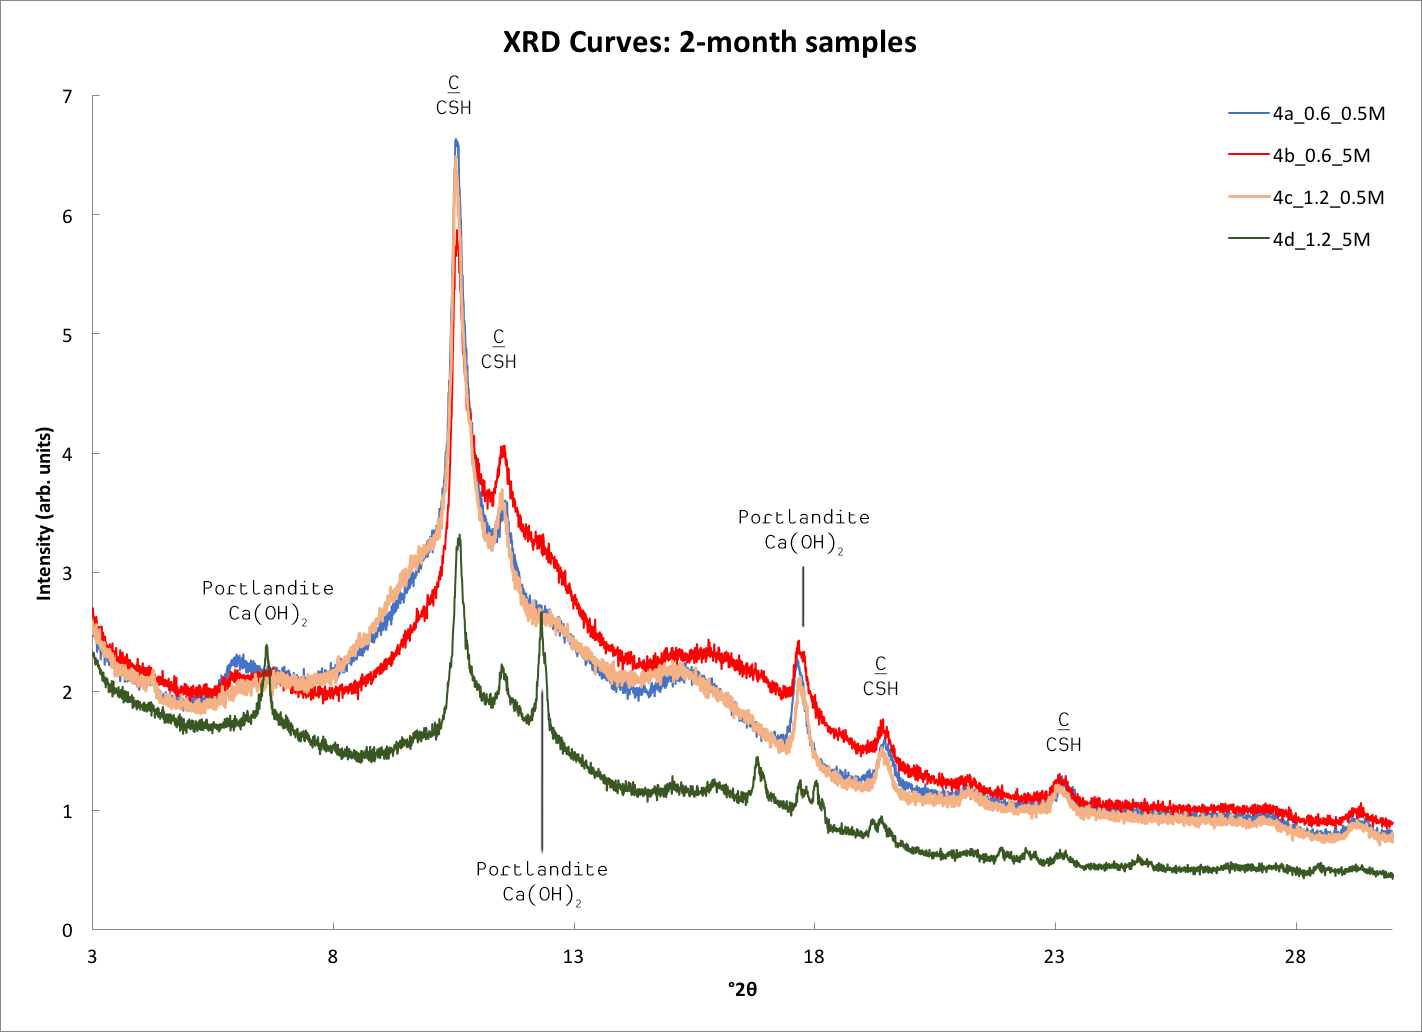 XRD Curves: 2-month samples
C
CSH
7
4a_0.6_0.5M
4b_0.6_5M
4c_1.2_0.5M
4d_1.2_5M
6
5
C
CSH
4
Intensity (arb. units)
Portlandite
Ca(OH)₂
3
Portlandite
Ca(OH)₂
C
CSH
2
C
CSH
1
Portlandite
Ca(OH)₂
0
3 8 13 18 23 28
°2θ